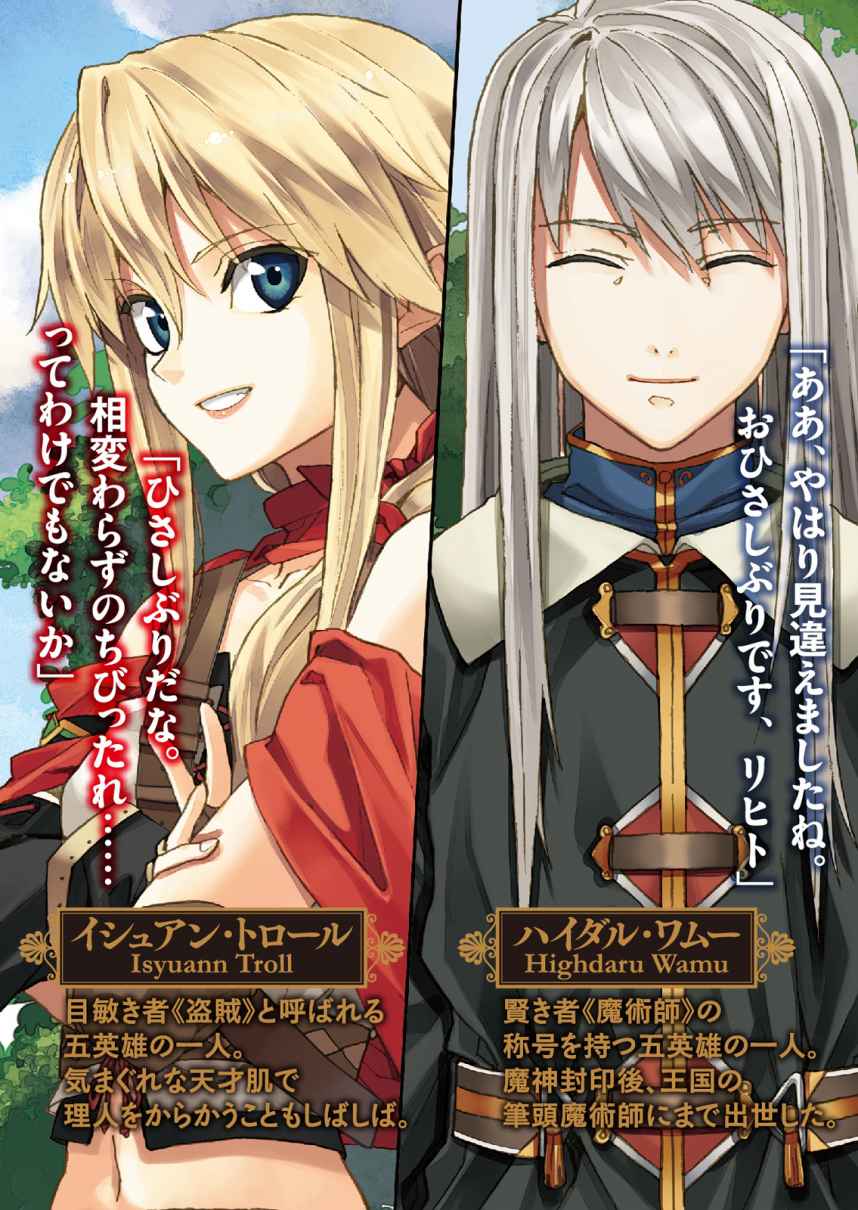 「ああ、やはり見違えましたね。
おひさしぶりです、リヒト」
「ひさしぶりだな。
相変わらずのちびったれ……
ってわけでもないか」
ハイダル・ワムー
Highdaru Wamu
賢き者《魔術師》の
称号を持つ五英雄の一人。
魔神封印後、王国の
筆頭魔術師にまで出世した。
イシュアン・トロール
Isyuann Troll
目敏き者《盗賊》と呼ばれる
五英雄の一人。
気まぐれな天才肌で
理人をからかうこともしばしば。